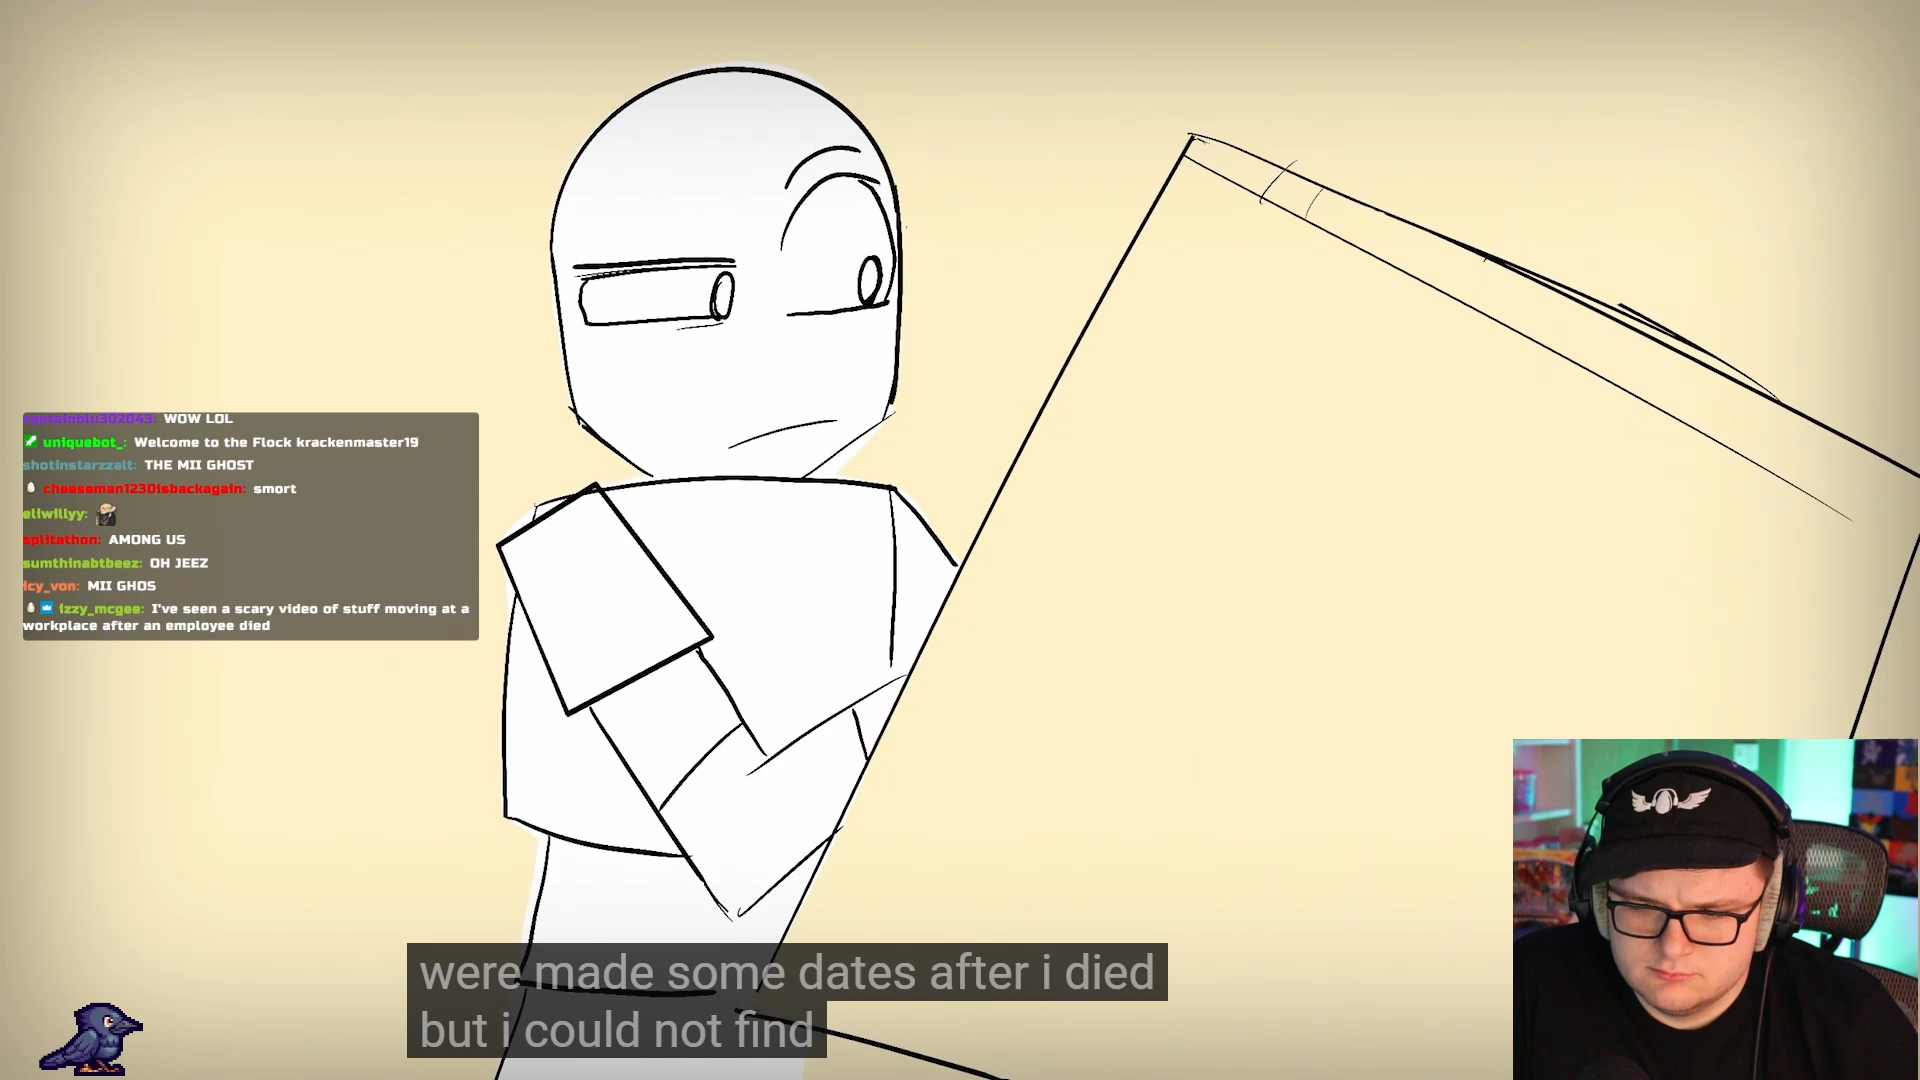 captainblu302043: WOW LOL
uniquebot_: Welcome to the Flock krackenmaster19
shotinstarzzalt: THE MII GHOST
cheeseman1230isbackagain: smort
eliwillyy:
splitathon: AMONG US
sumthinabtbeez: OH JEEZ
icy_von: MII GHOS
izzy_mcgee: I've seen a scary video of stuff moving at a
workplace after an employee died
were made some dates after i died
but i could not find